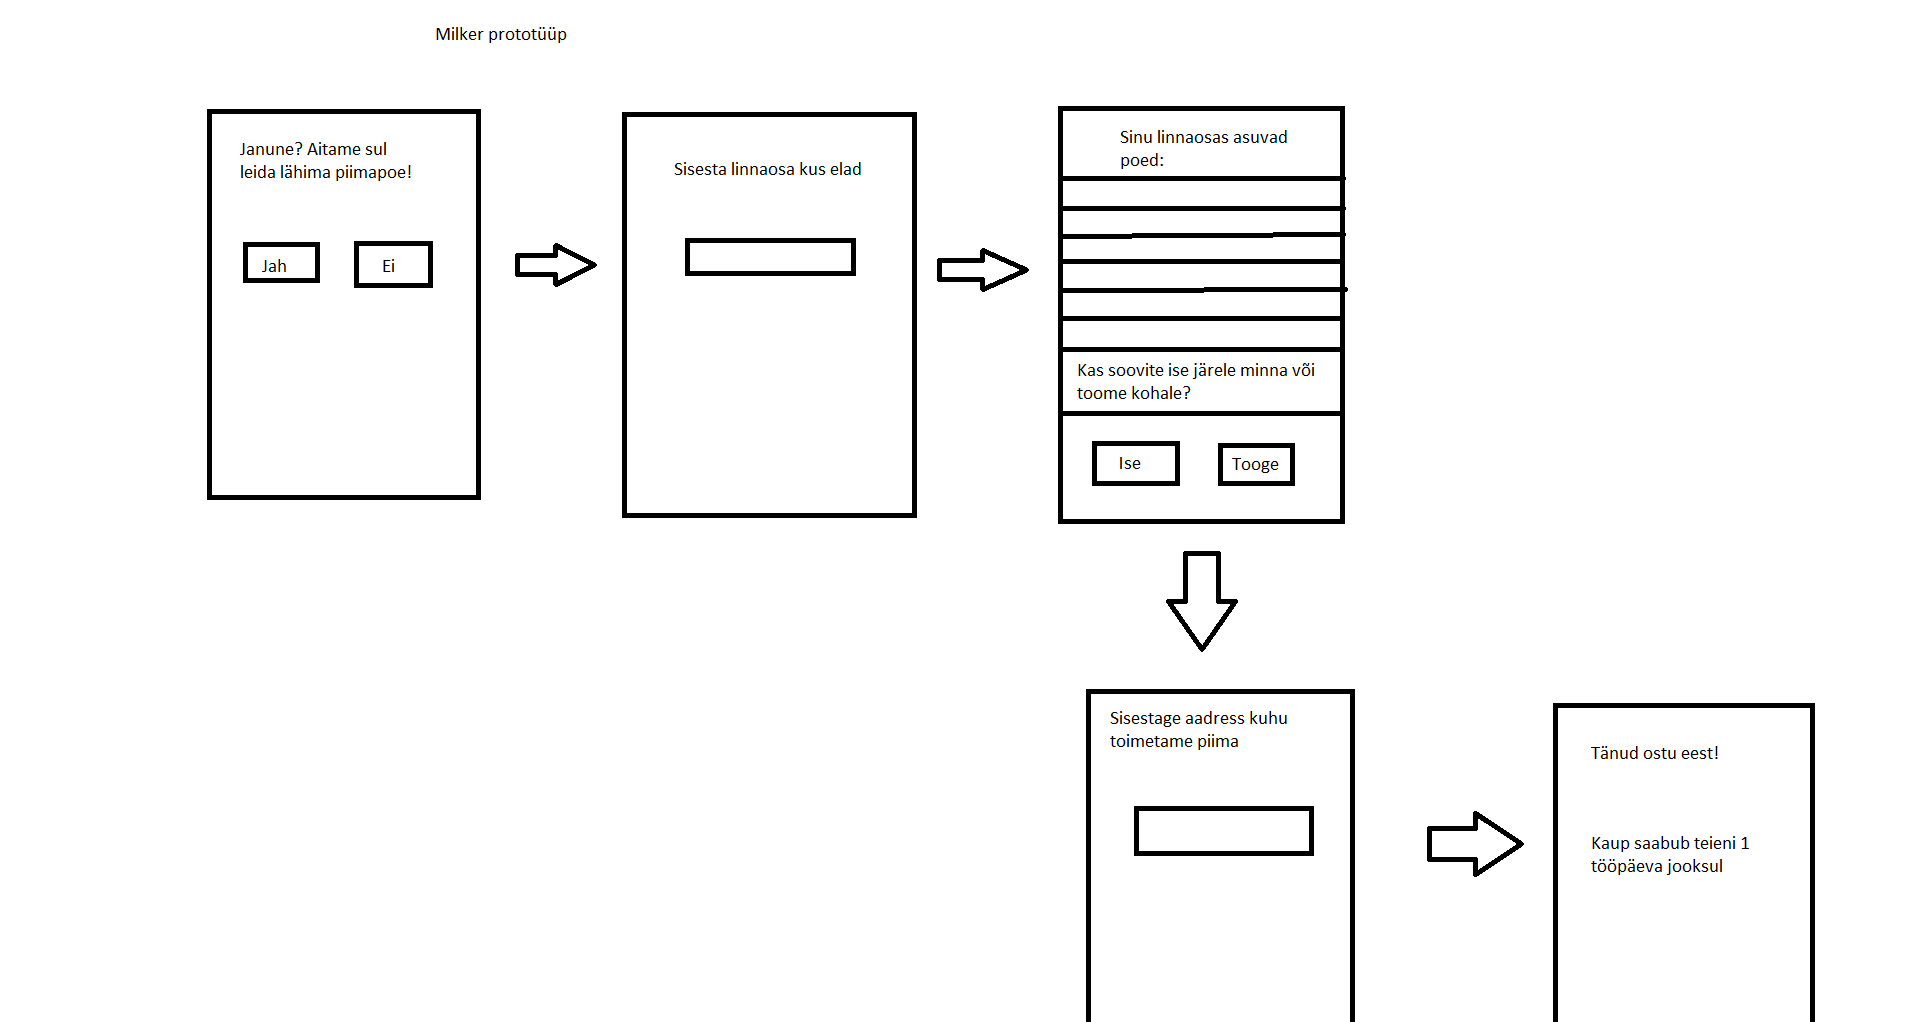 Milker prototüüp
Janune? Aitame sul
leida lähima piimapoe!
Jah
Ei
Sisesta linnaosa kus elad
Sinu linnaosas asuvad
poed:
Kas soovite ise järele minna või
toome kohale?
Ise
Tooge
Sisestage aadress kuhu
toimetame piima
Tänud ostu eest!
Kaup saabub teieni 1
tööpäeva jooksul